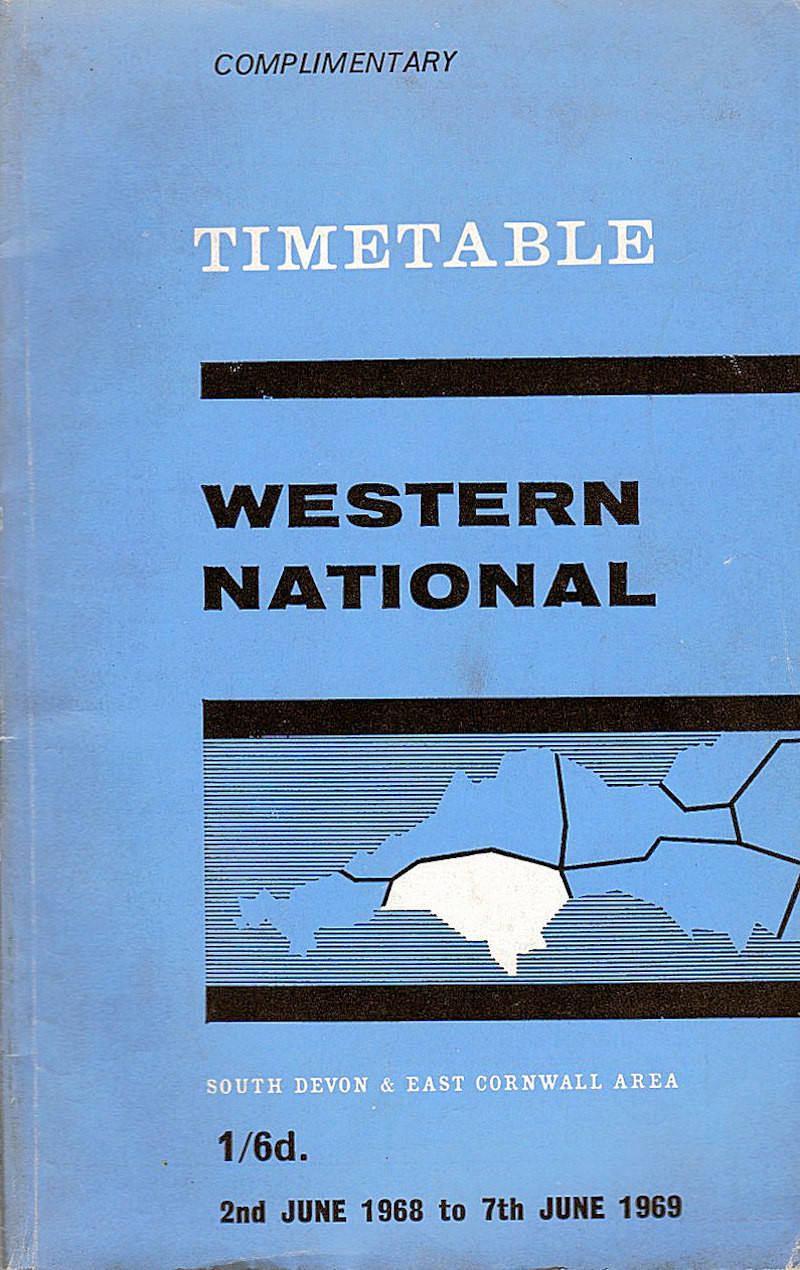 COMPLIMENTARY
TIMETABLE
WESTERN
NATIONAL
SOUTH DEVON & EAST CORNWALL AREA
1/6d.
2nd JUNE 1968 to 7th JUNE 1969